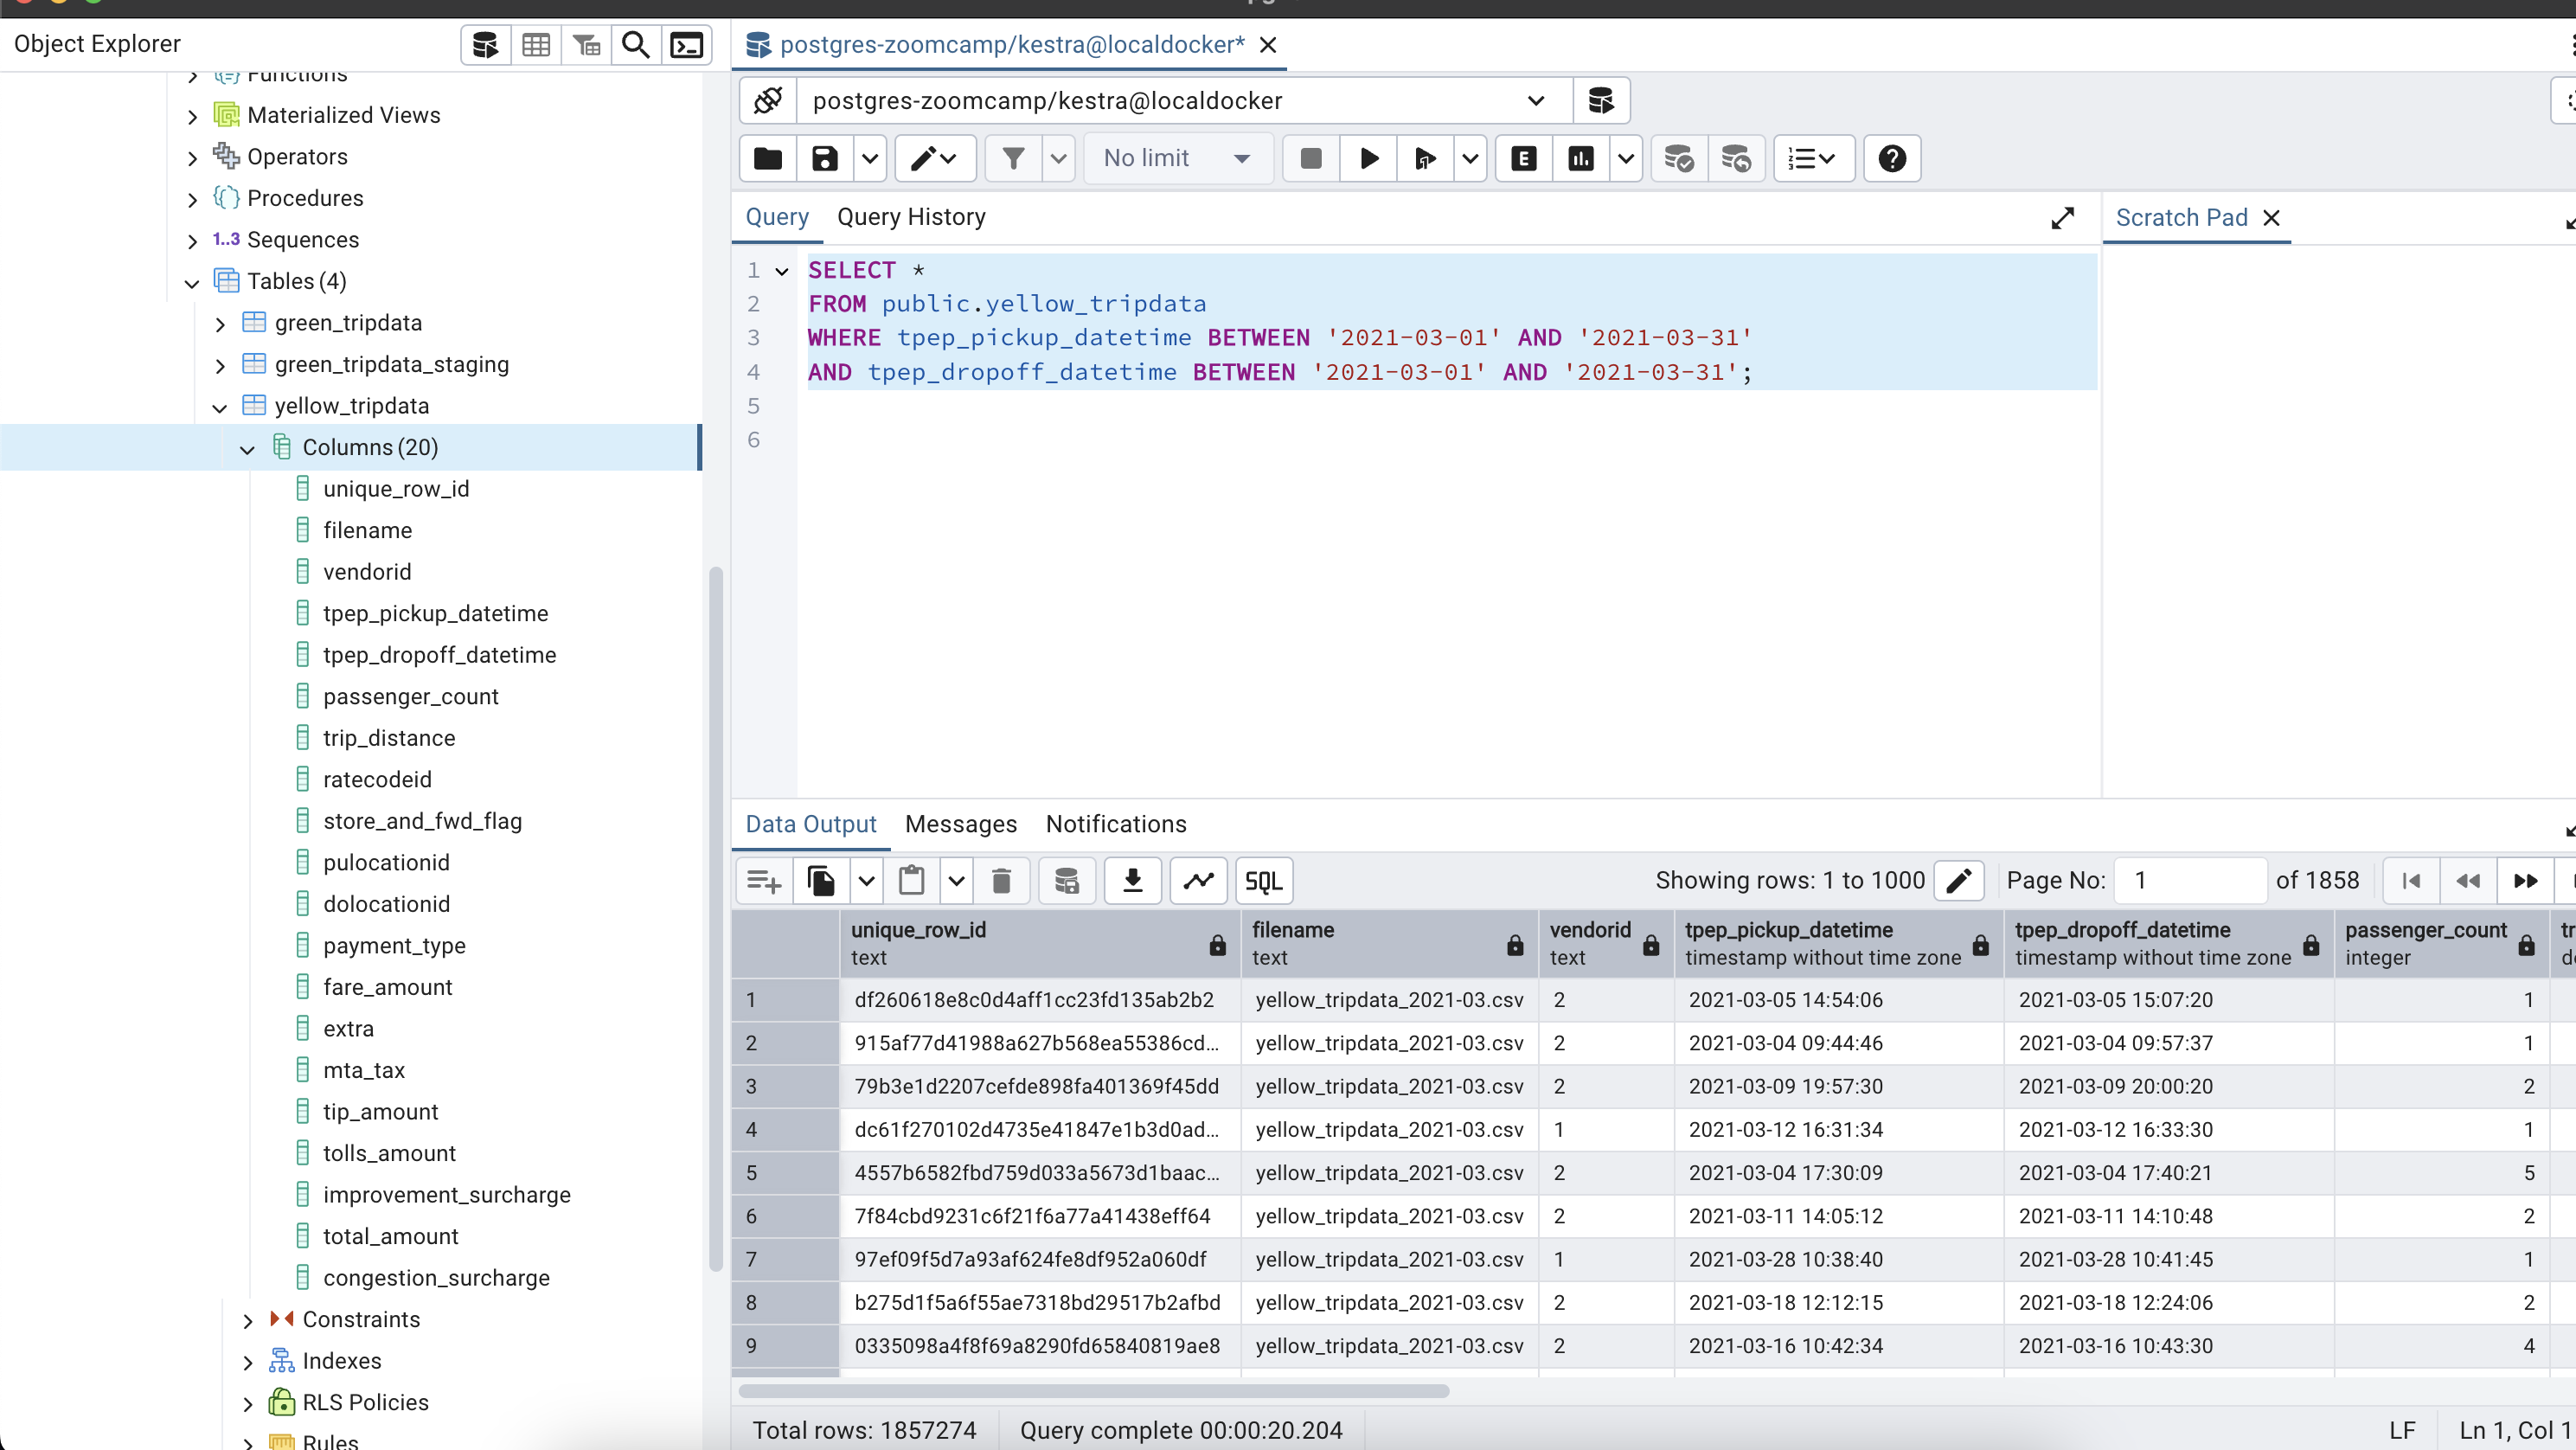 Object Explorer
Functions
Materialized Views
Operators
Procedures
1..3 Sequences
Tables (4)
green_tripdata
green_tripdata_staging
yellow_tripdata
Columns (20)
unique_row_id
filename
vendorid
tpep_pickup_datetime
tpep_dropoff_datetime
passenger_count
trip_distance
ratecodeid
store_and_fwd_flag
pulocationid
dolocationid
payment_type
fare_amount
extra
mta_tax
tip_amount
tolls_amount
improvement_surcharge
total_amount
congestion_surcharge
Constraints
Indexes
RLS Policies
Rules
postgres-zoomcamp/kestra@localdocker*
postgres-zoomcamp/kestra@localdocker
No limit
E
Query Query History
Scratch Pad
1 SELECT *
2 FROM public.yellow_tripdata
3 WHERE tpep_pickup_datetime BETWEEN '2021-03-01' AND '2021-03-31'
4 AND tpep_dropoff_datetime BETWEEN '2021-03-01' AND '2021-03-31';
5
6
Data Output Messages Notifications
SQL Showing rows: 1 to 1000 Page No: 1 of 1858
unique_row_id filename vendorid tpep_pickup_datetime tpep_dropoff_datetime passenger_count
text text text timestamp without time zone timestamp without time zone integer
1 df260618e8c0d4aff1cc23fd135ab2b2 yellow_tripdata_2021-03.csv 2 2021-03-05 14:54:06 2021-03-05 15:07:20 1
2 915af77d41988a627b568ea55386cd... yellow_tripdata_2021-03.csv 2 2021-03-04 09:44:46 2021-03-04 09:57:37 1
3 79b3e1d2207cefde898fa401369f45dd yellow_tripdata_2021-03.csv 2 2021-03-09 19:57:30 2021-03-09 20:00:20 2
4 dc61f270102d4735e41847e1b3d0ad... yellow_tripdata_2021-03.csv 1 2021-03-12 16:31:34 2021-03-12 16:33:30 1
5 4557b6582fbd759d033a5673d1baac... yellow_tripdata_2021-03.csv 2 2021-03-04 17:30:09 2021-03-04 17:40:21 5
6 7f84cbd9231c6f21f6a77a41438eff64 yellow_tripdata_2021-03.csv 2 2021-03-11 14:05:12 2021-03-11 14:10:48 2
7 97ef09f5d7a93af624fe8df952a060df yellow_tripdata_2021-03.csv 1 2021-03-28 10:38:40 2021-03-28 10:41:45 1
8 b275d1f5a6f55ae7318bd29517b2afbd yellow_tripdata_2021-03.csv 2 2021-03-18 12:12:15 2021-03-18 12:24:06 2
9 0335098a4f8f69a8290fd65840819ae8 yellow_tripdata_2021-03.csv 2 2021-03-16 10:42:34 2021-03-16 10:43:30 4
Total rows: 1857274 Query complete 00:00:20.204 LF Ln 1, Col 1